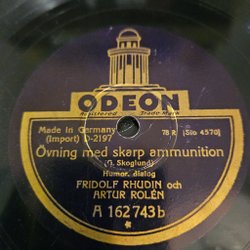 ODEON
Registered Trade-Mark
Made In Germany
(Import) D-2197
78 R [Sto 4570]
Övning med skarp ammunition
(G. Skoglund)
Humor. dialog
FRIDOLF RHUDIN och
ARTUR ROLÉN
A 162743 b